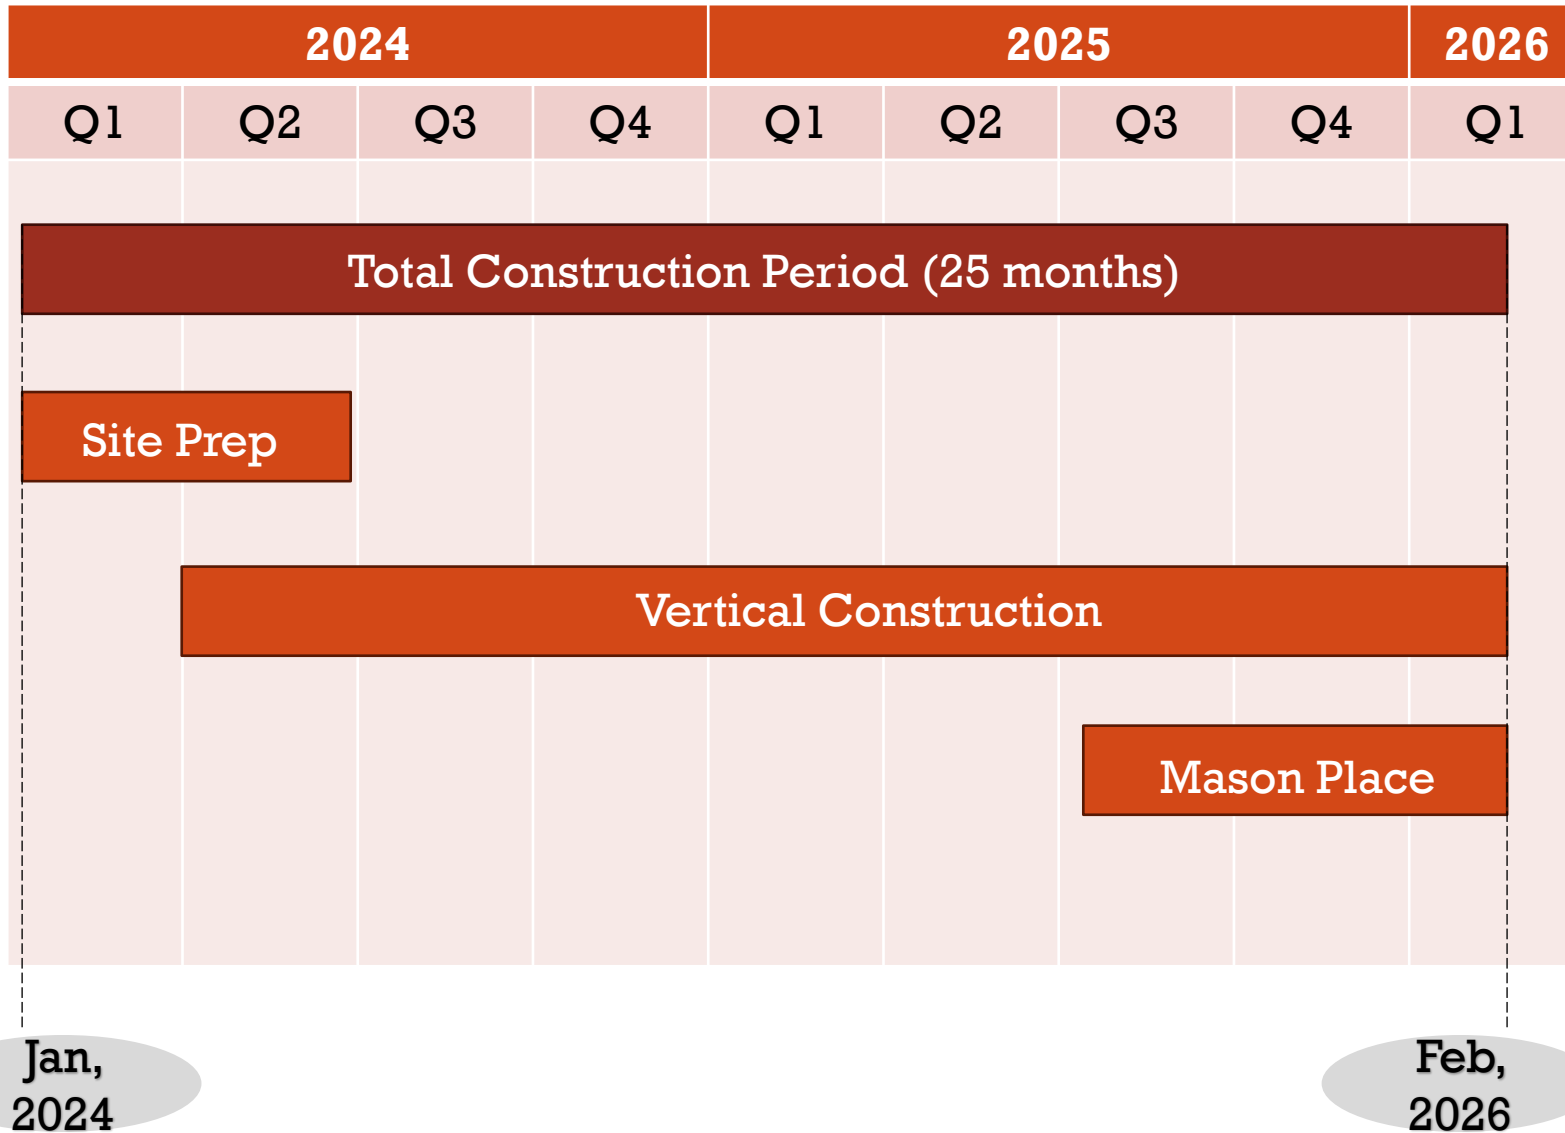 2024 2025 2026
Q1 Q2 Q3 Q4 Q1 Q2 Q3 Q4 Q1
Total Construction Period (25 months)
Site Prep
Vertical Construction
Mason Place
Jan,
2024
Feb,
2026